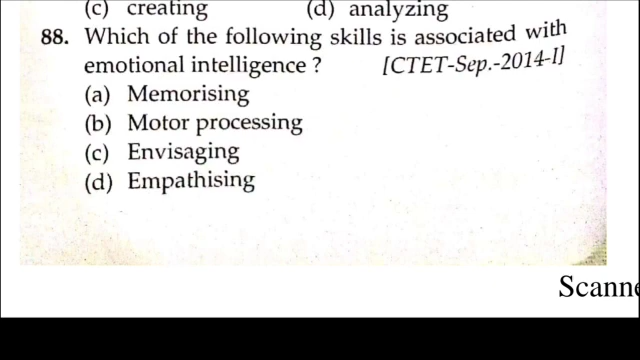 (c) creating (d) analyzing
88. Which of the following skills is associated with
emotional intelligence ? [CTET-Sep.-2014-I]
(a) Memorising
(b) Motor processing
(c) Envisaging
(d) Empathising
Scanne